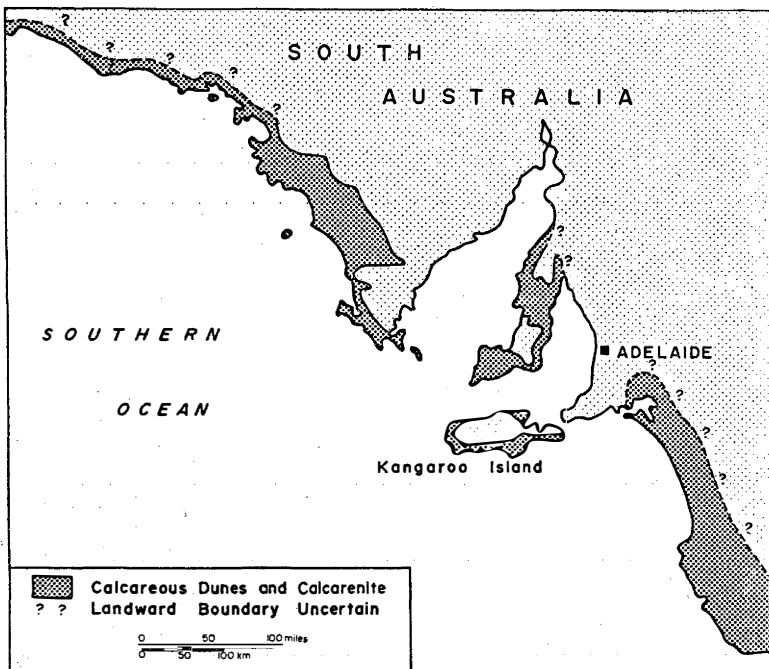 ? ? ? ? ?
SOUTH
AUSTRALIA
? ?
SOUTHERN
OCEAN
ADELAIDE
? ? ? ?
Kangaroo Island
Calcareous Dunes and Calcarenite
? ? Landward Boundary Uncertain
0 50 100 miles
0 50 100 km